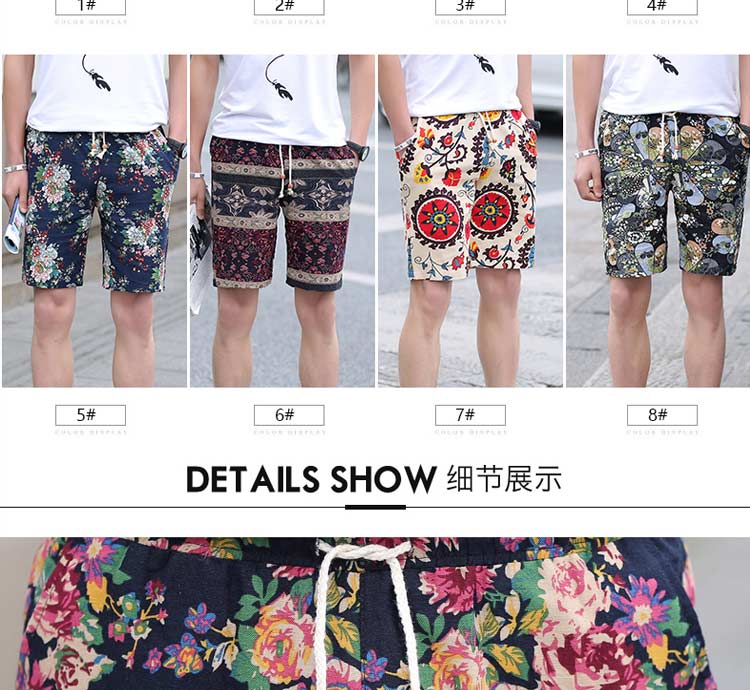 1# 2# 3# 4#
COLOR DISPLAY COLOR DISPLAY COLOR DISPLAY COLOR DISPLAY
5# 6# 7# 8#
COLOR DISPLAY COLOR DISPLAY COLOR DISPLAY COLOR DISPLAY
DETAILS SHOW 细节展示